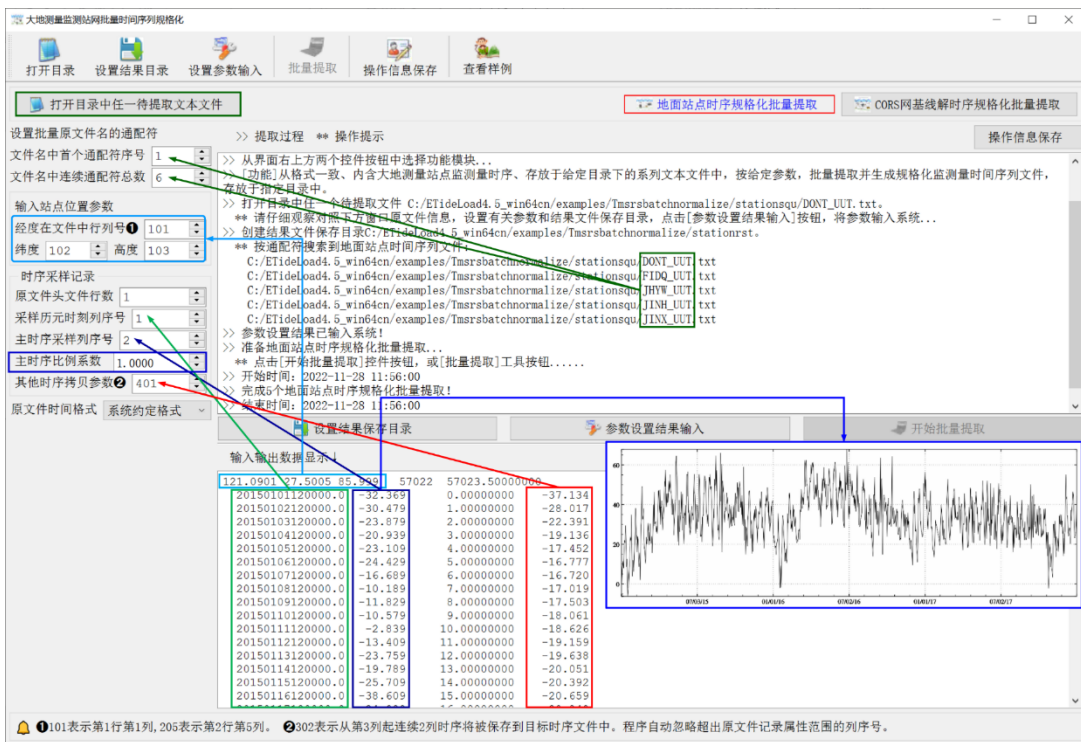 大地测量监测站网批量时间序列规格化
打开目录 设置结果目录 设置参数输入 批量提取 操作信息保存 查看样例
打开目录中任一待提取文本文件 地面站点时序规格化批量提取 CORS网基线解时序规格化批量提取
设置批量原文件名的通配符 >> 提取过程 ** 操作提示 操作信息保存
文件名中首个通配符序号 1
文件名中连续通配符总数 6
输入站点位置参数
经度在文件中行列号❶ 101
纬度 102 高度 103
时序采样记录
原文件头文件行数 1
采样历元时刻列序号 1
主时序采样列序号 2
主时序比例系数 1.0000
其他时序拷贝参数❷ 401
原文件时间格式 系统约定格式
>> 从界面右上方两个控件按钮中选择功能模块...
>> [功能]从格式一致、内含大地测量站点监测量时序、存放于给定目录下的系列文本文件中，按给定参数，批量提取并生成规格化监测量时间序列文件，
存放于指定目录中。
>> 打开目录中任一个待提取文件 C:/ETideLoad4.5_win64cn/examples/Tmsrsbatchnormalize/stationsqu/DONT_UUT.txt。
** 请仔细观察对照下方窗口原文件信息，设置有关参数和结果文件保存目录，点击[参数设置结果输入]按钮，将参数输入系统...
>> 创建结果文件保存目录C:/ETideLoad4.5_win64cn/examples/Tmsrsbatchnormalize/stationrst。
** 按通配符搜索到地面站点时间序列文件:
C:/ETideLoad4.5_win64cn/examples/Tmsrsbatchnormalize/stationsqu/DONT_UUT.txt
C:/ETideLoad4.5_win64cn/examples/Tmsrsbatchnormalize/stationsqu/FIDQ_UUT.txt
C:/ETideLoad4.5_win64cn/examples/Tmsrsbatchnormalize/stationsqu/JHYW_UUT.txt
C:/ETideLoad4.5_win64cn/examples/Tmsrsbatchnormalize/stationsqu/JINH_UUT.txt
C:/ETideLoad4.5_win64cn/examples/Tmsrsbatchnormalize/stationsqu/JINX_UUT.txt
>> 参数设置结果已输入系统！
>> 准备地面站点时序规格化批量提取...
** 点击[开始批量提取]控件按钮，或[批量提取]工具按钮......
>> 开始时间：2022-11-28 11:56:00
>> 完成5个地面站点时序规格化批量提取！
>> 结束时间：2022-11-28 11:56:00
设置结果保存目录 参数设置结果输入 开始批量提取
输入输出数据显示↓
121.0901 27.5005 85.999 57022 57023.50000000
20150101120000.0 -32.369 0.00000000 -37.134
20150102120000.0 -30.479 1.00000000 -28.017
20150103120000.0 -23.879 2.00000000 -22.391
20150104120000.0 -20.939 3.00000000 -19.136
20150105120000.0 -23.109 4.00000000 -17.452
20150106120000.0 -24.429 5.00000000 -16.777
20150107120000.0 -16.689 6.00000000 -16.720
20150108120000.0 -10.189 7.00000000 -17.019
20150109120000.0 -11.829 8.00000000 -17.503
20150110120000.0 -10.579 9.00000000 -18.061
20150111120000.0 -2.839 10.00000000 -18.626
20150112120000.0 -13.409 11.00000000 -19.159
20150113120000.0 -23.759 12.00000000 -19.638
20150114120000.0 -19.789 13.00000000 -20.051
20150115120000.0 -25.709 14.00000000 -20.392
20150116120000.0 -38.609 15.00000000 -20.659
60
40
20
0
07/03/15 01/01/16 07/02/16 01/01/17 07/02/17
❶101表示第1行第1列,205表示第2行第5列。 ❷302表示从第3列起连续2列时序将被保存到目标时序文件中。程序自动忽略超出原文件记录属性范围的列序号。